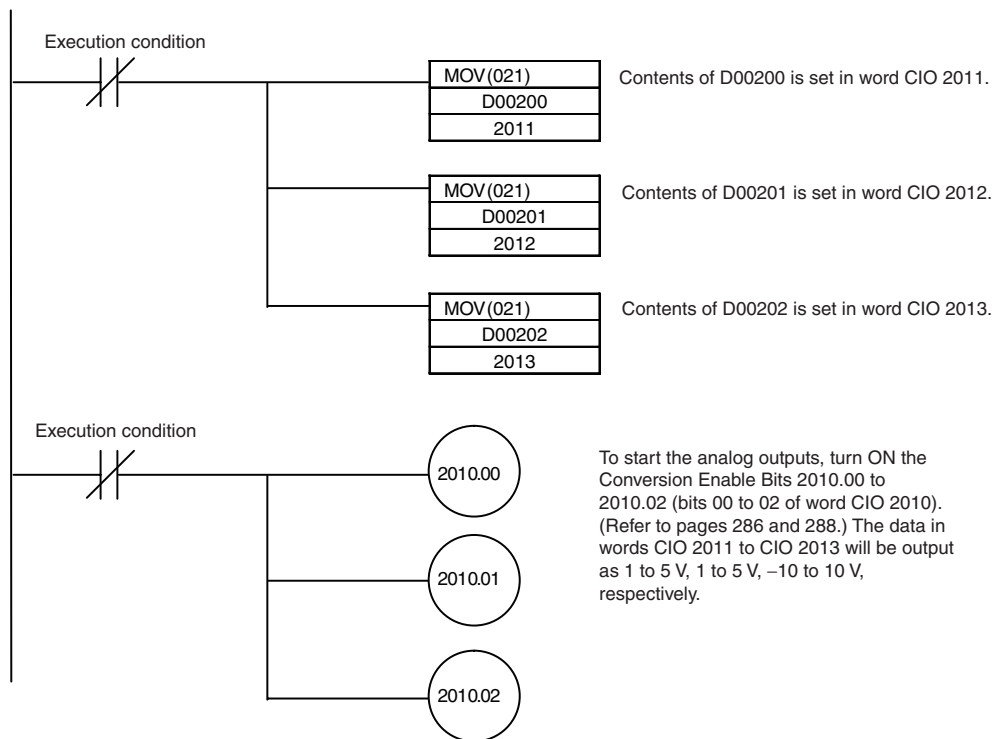 Execution condition
MOV(021)
D00200
2011
Contents of D00200 is set in word CIO 2011.
MOV(021)
D00201
2012
Contents of D00201 is set in word CIO 2012.
MOV(021)
D00202
2013
Contents of D00202 is set in word CIO 2013.
Execution condition
2010.00
2010.01
2010.02
To start the analog outputs, turn ON the
Conversion Enable Bits 2010.00 to
2010.02 (bits 00 to 02 of word CIO 2010).
(Refer to pages 286 and 288.) The data in
words CIO 2011 to CIO 2013 will be output
as 1 to 5 V, 1 to 5 V, −10 to 10 V,
respectively.